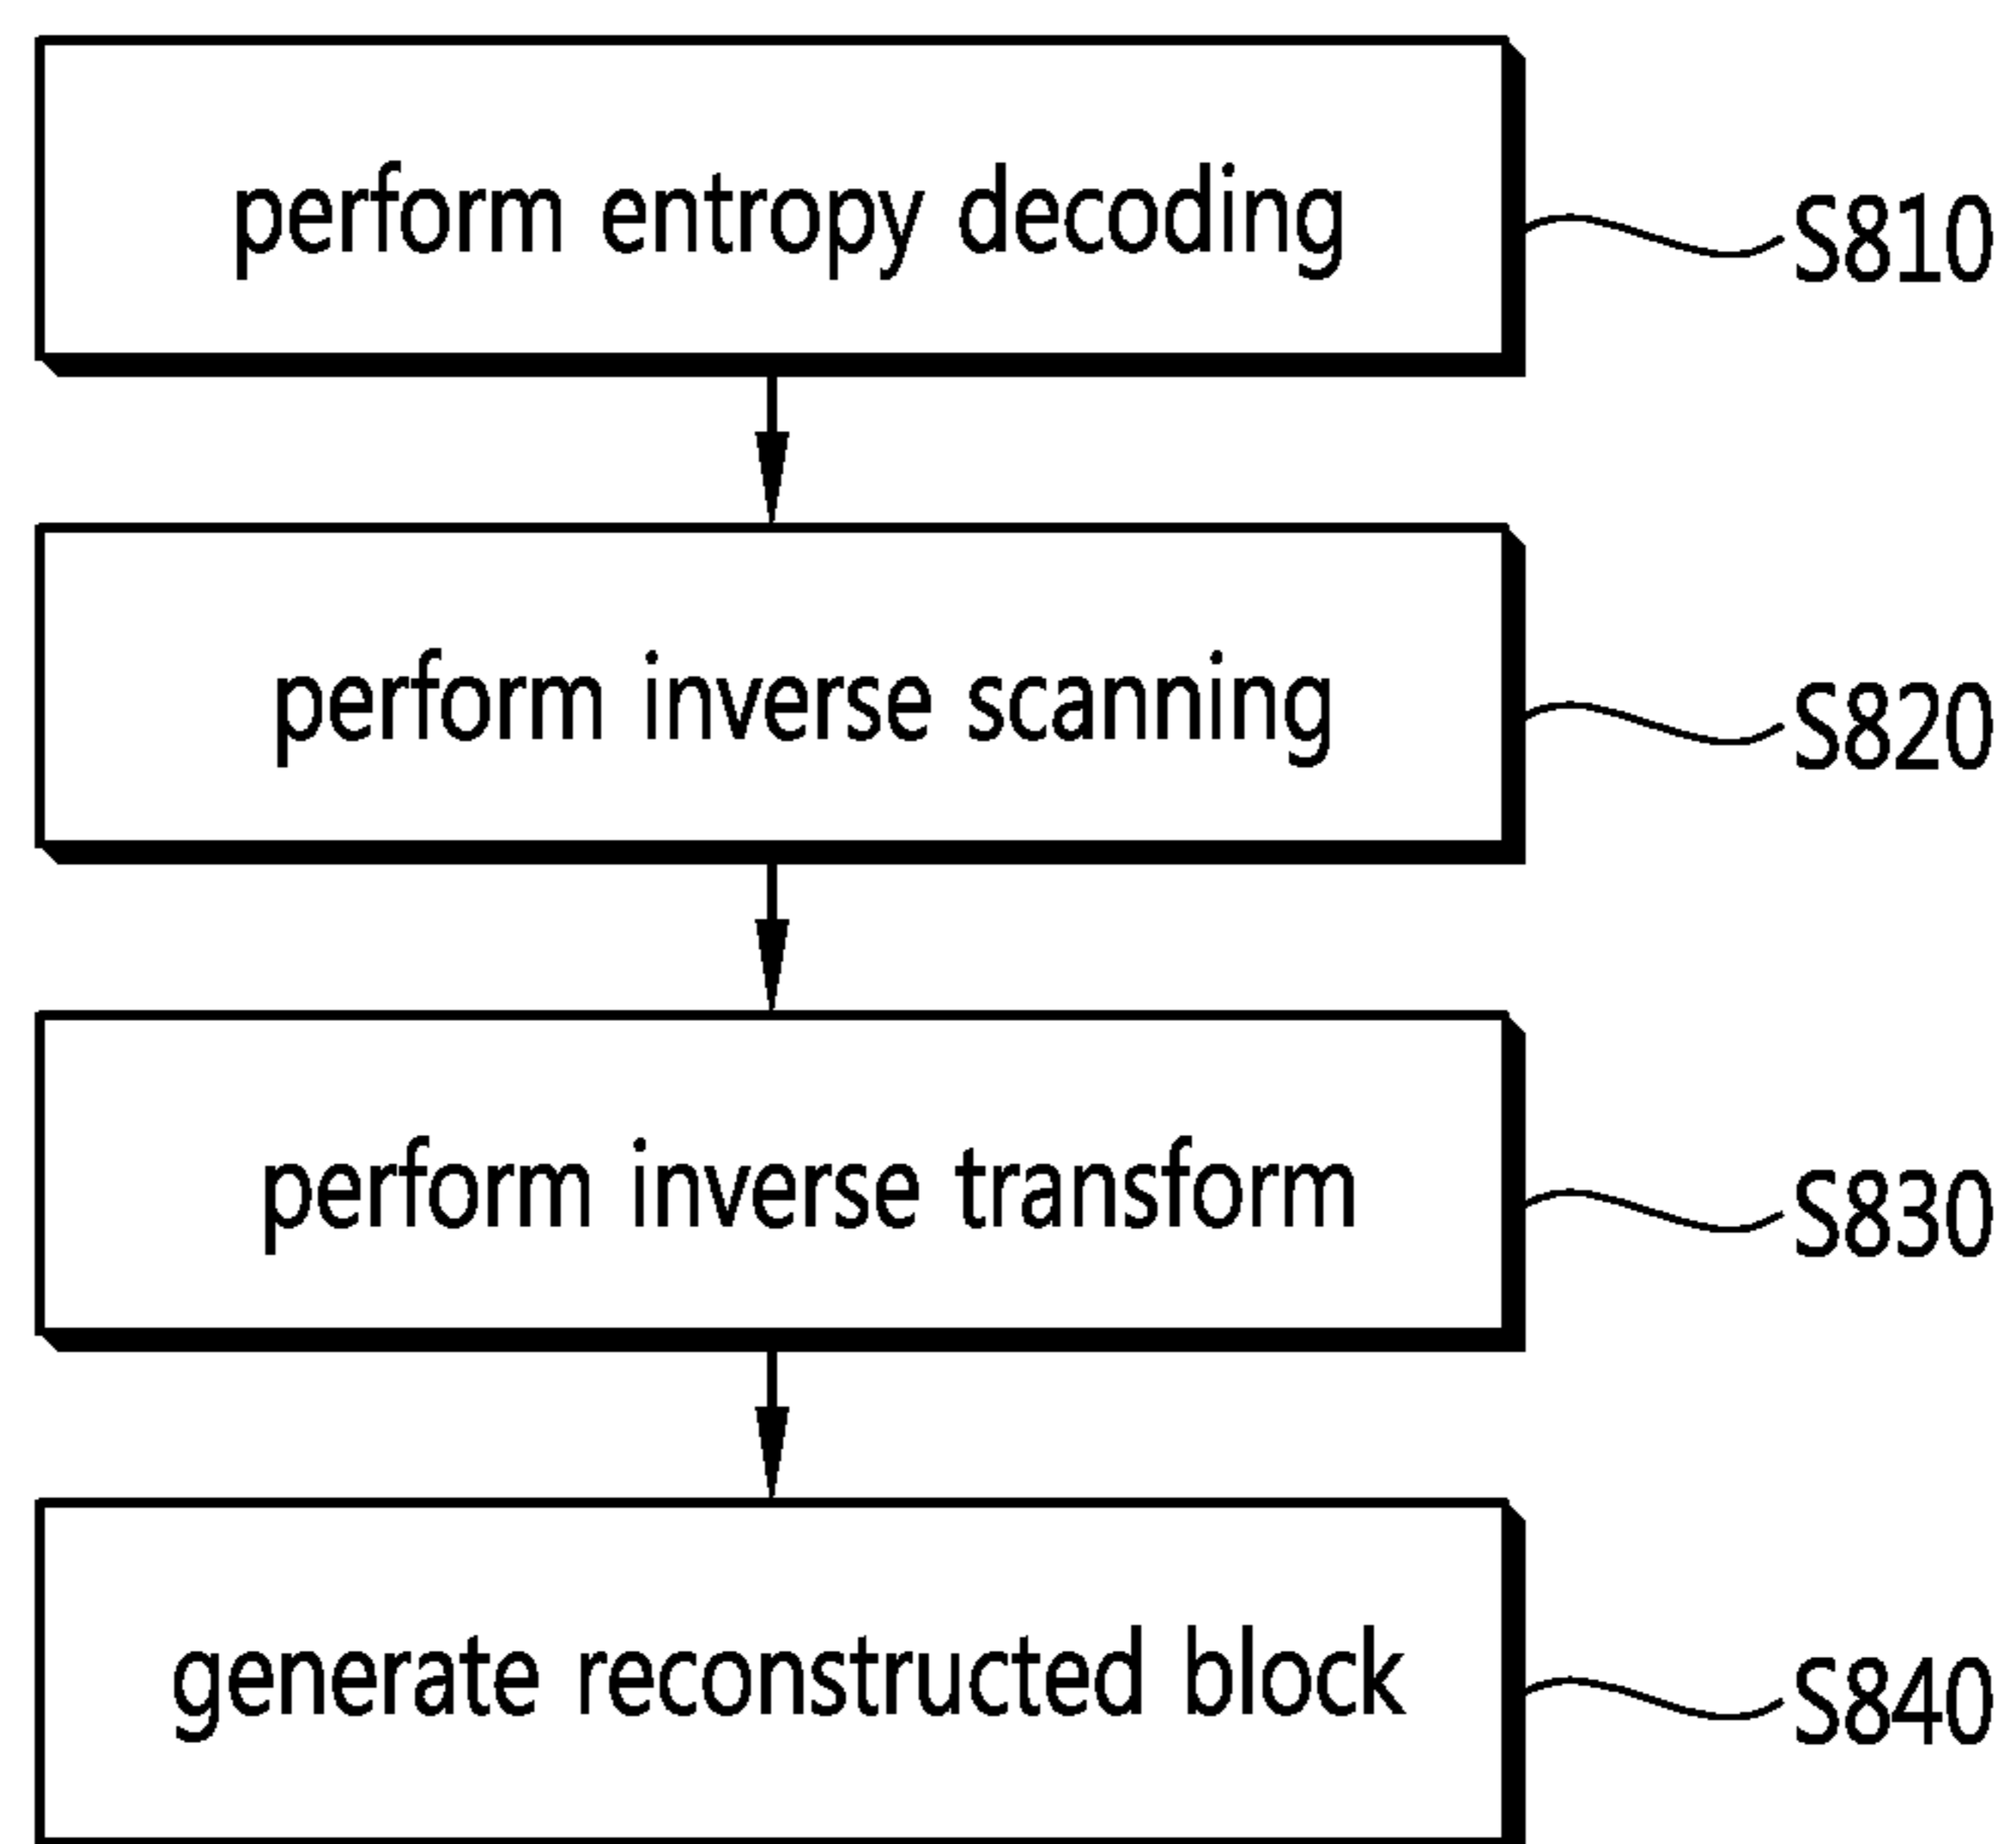 perform entropy decoding
S810
perform inverse scanning
S820
perform inverse transform
S830
generate reconstructed block
S840